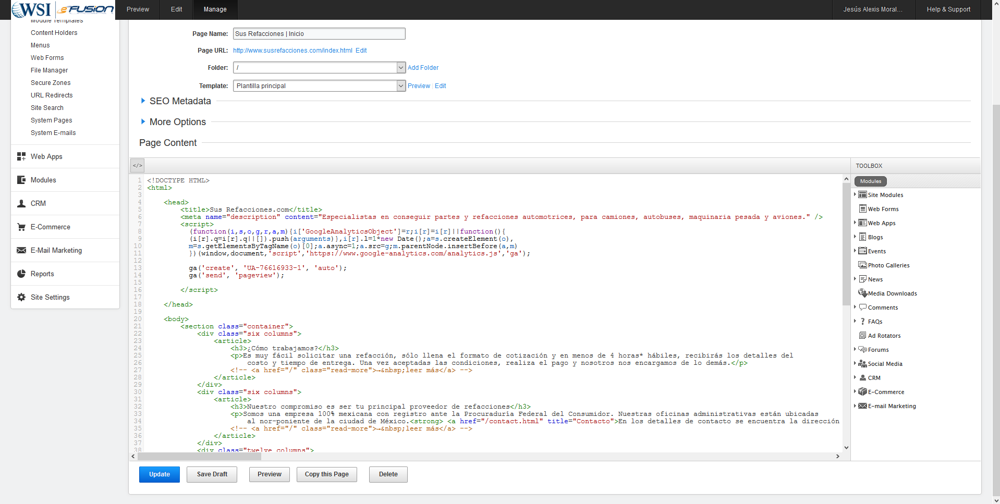 WSI eFUSION
Preview
Edit
Manage
Jesús Alexis Moral...
Help & Support
Module Templates
Content Holders
Menus
Web Forms
File Manager
Secure Zones
URL Redirects
Site Search
System Pages
System E-mails
Web Apps
Modules
CRM
E-Commerce
E-Mail Marketing
Reports
Site Settings
Page Name: Sus Refacciones | Inicio
Page URL: http://www.susrefacciones.com/index.html Edit
Folder: / Add Folder
Template: Plantilla principal Preview | Edit
SEO Metadata
More Options
Page Content
</>
1 <!DOCTYPE HTML>
2 <html>
3
4 <head>
5 <title>Sus Refacciones.com</title>
6 <meta name="description" content="Especialistas en conseguir partes y refacciones automotrices, para camiones, autobuses, maquinaria pesada y aviones." />
7 <script>
8 (function(i,s,o,g,r,a,m){i['GoogleAnalyticsObject']=r;i[r]=i[r]||function(){
9 (i[r].q=i[r].q||[]).push(arguments)},i[r].l=1*new Date();a=s.createElement(o),
10 m=s.getElementsByTagName(o)[0];a.async=1;a.src=g;m.parentNode.insertBefore(a,m)
11 })(window,document,'script','https://www.google-analytics.com/analytics.js','ga');
12
13 ga('create', 'UA-76616933-1', 'auto');
14 ga('send', 'pageview');
15
16 </script>
17
18 </head>
19
20 <body>
21 <section class="container">
22 <div class="six columns">
23 <article>
24 <h3>¿Cómo trabajamos?</h3>
25 <p>Es muy fácil solicitar una refacción, sólo llena el formato de cotización y en menos de 4 horas* hábiles, recibirás los detalles del
26 costo y tiempo de entrega. Una vez aceptadas las condiciones, realiza el pago y nosotros nos encargamos de lo demás.</p>
27 <!-- <a href="/" class="read-more">→&nbsp;leer más</a> -->
28 </article>
29 </div>
30 <div class="six columns">
31 <article>
32 <h3>Nuestro compromiso es ser tu principal proveedor de refacciones</h3>
33 <p>Somos una empresa 100% mexicana con registro ante la Procuraduría Federal del Consumidor. Nuestras oficinas administrativas están ubicadas
34 al nor-poniente de la ciudad de México.<strong> <a href="/contact.html" title="Contacto">En los detalles de contacto se encuentra la dirección
35 <!-- <a href="/" class="read-more">→&nbsp;leer más</a> -->
36 </article>
37 </div>
38 <div class="twelve columns">
TOOLBOX
Modules
Site Modules
Web Forms
Web Apps
Blogs
Events
Photo Galleries
News
Media Downloads
Comments
FAQs
Ad Rotators
Forums
Social Media
CRM
E-Commerce
E-mail Marketing
Update
Save Draft
Preview
Copy this Page
Delete